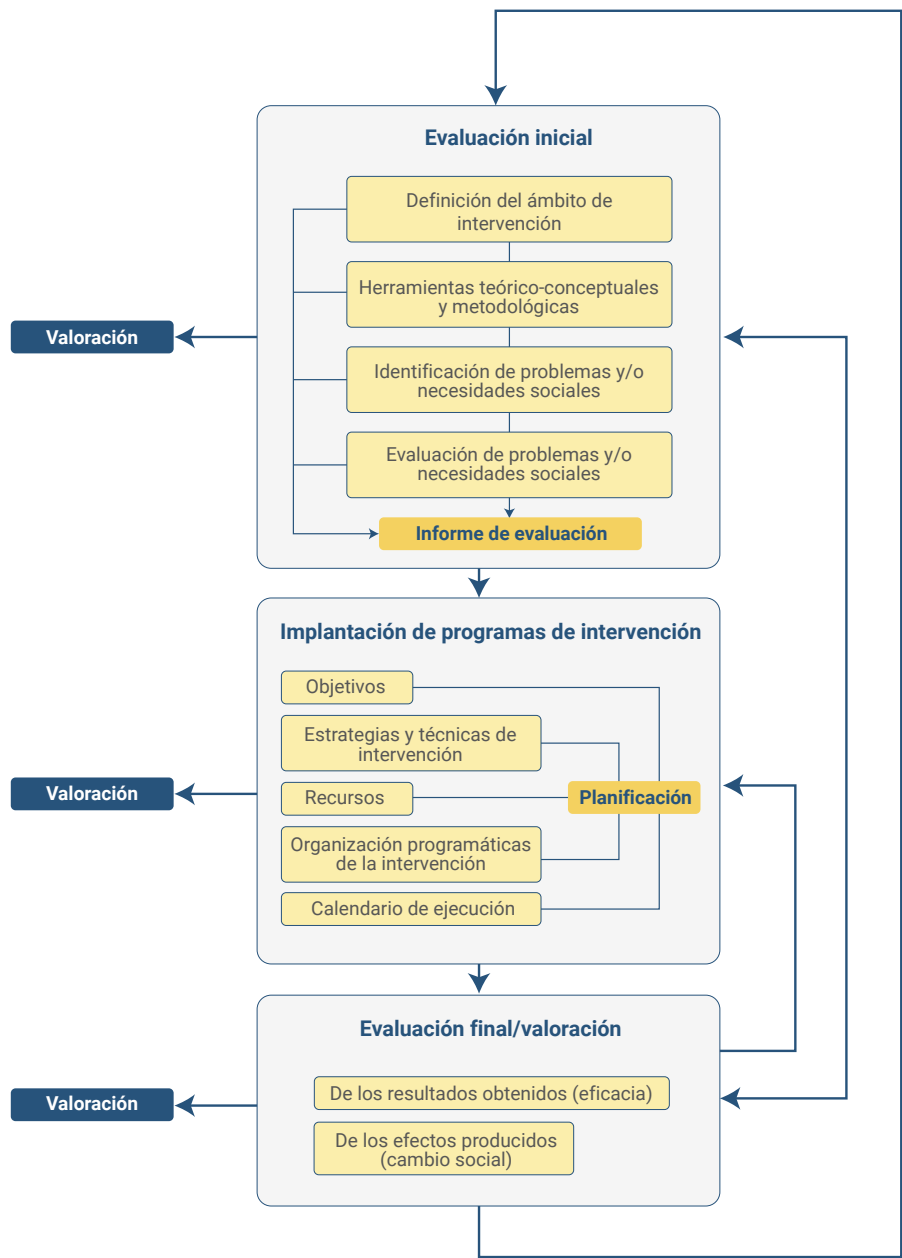 Evaluación inicial
Definición del ámbito de
intervención
Herramientas teórico-conceptuales
y metodológicas
Valoración
Identificación de problemas y/o
necesidades sociales
Evaluación de problemas y/o
necesidades sociales
Informe de evaluación
Implantación de programas de intervención
Objetivos
Estrategias y técnicas de
intervención
Valoración
Recursos
Planificación
Organización programáticas
de la intervención
Calendario de ejecución
Evaluación final/valoración
De los resultados obtenidos (eficacia)
Valoración
De los efectos producidos
(cambio social)